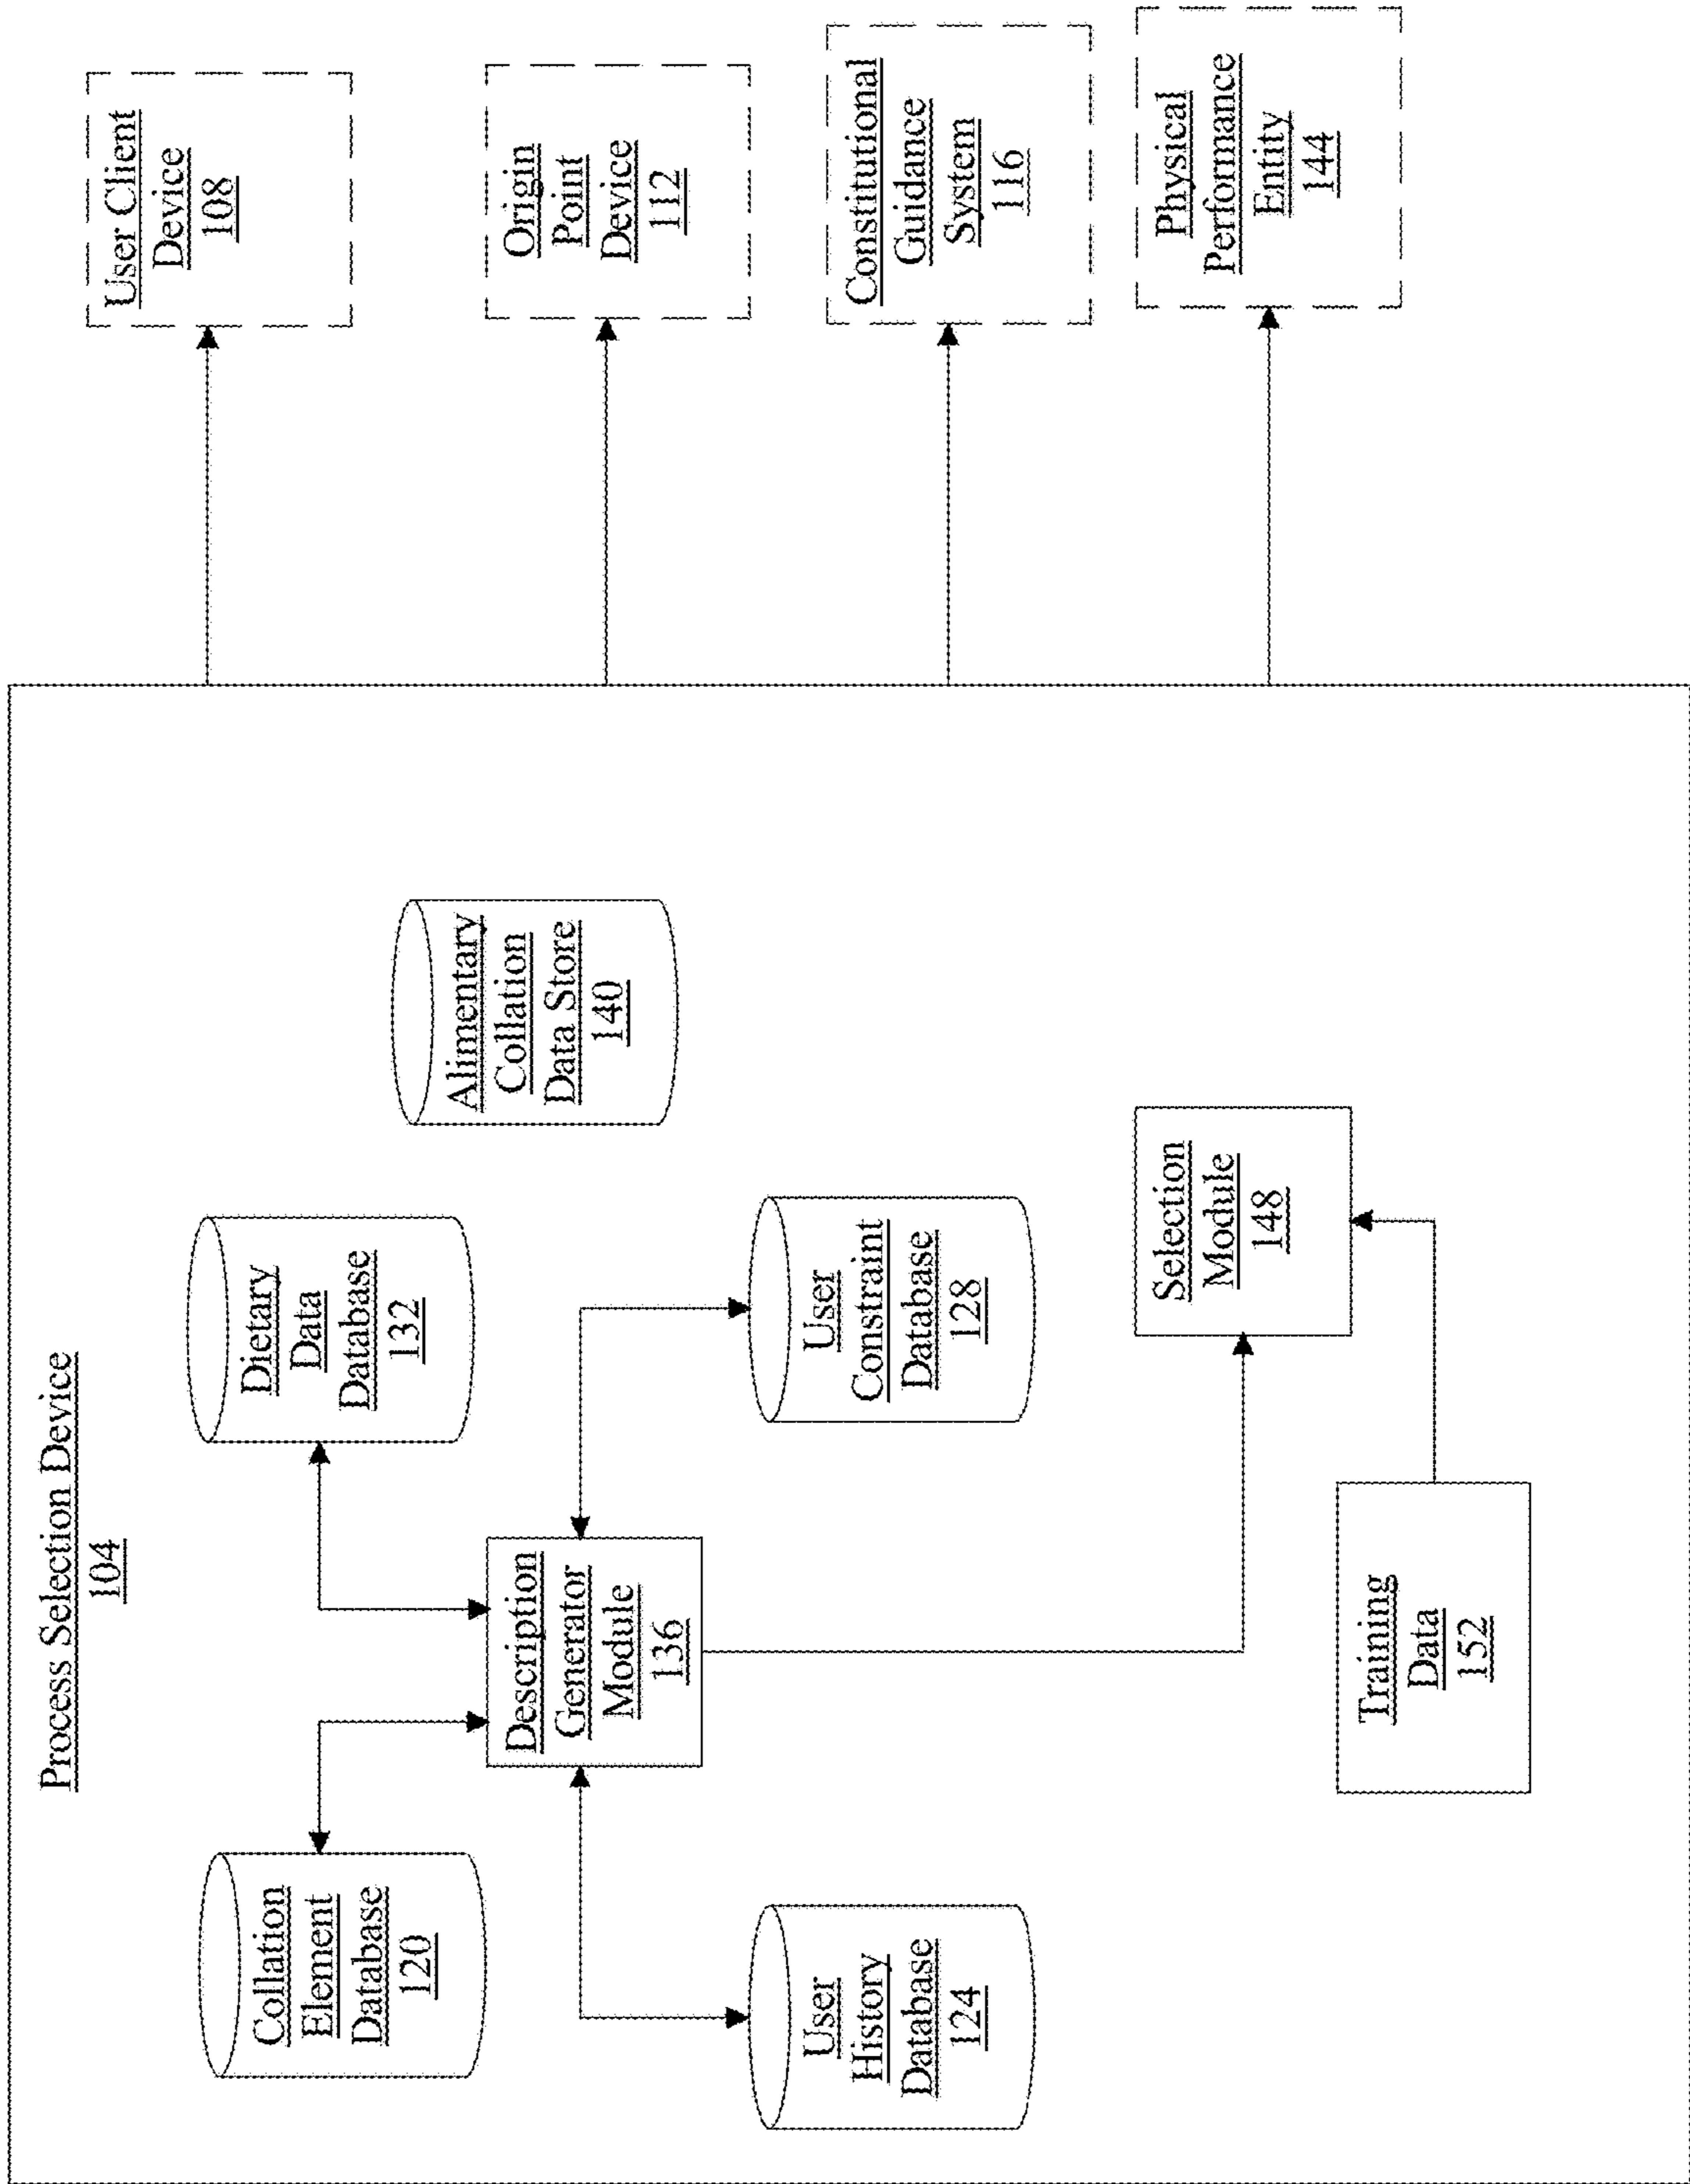 Process Selection Device
104
Collation
Element
Database
120
Dietary
Data
Database
132
Alimentary
Collation
Data Store
140
Description
Generator
Module
136
User
History
Database
124
User
Constraint
Database
128
Selection
Module
148
Training
Data
152
User Client
Device
108
Origin
Point
Device
112
Constitutional
Guidance
System
116
Physical
Performance
Entity
144